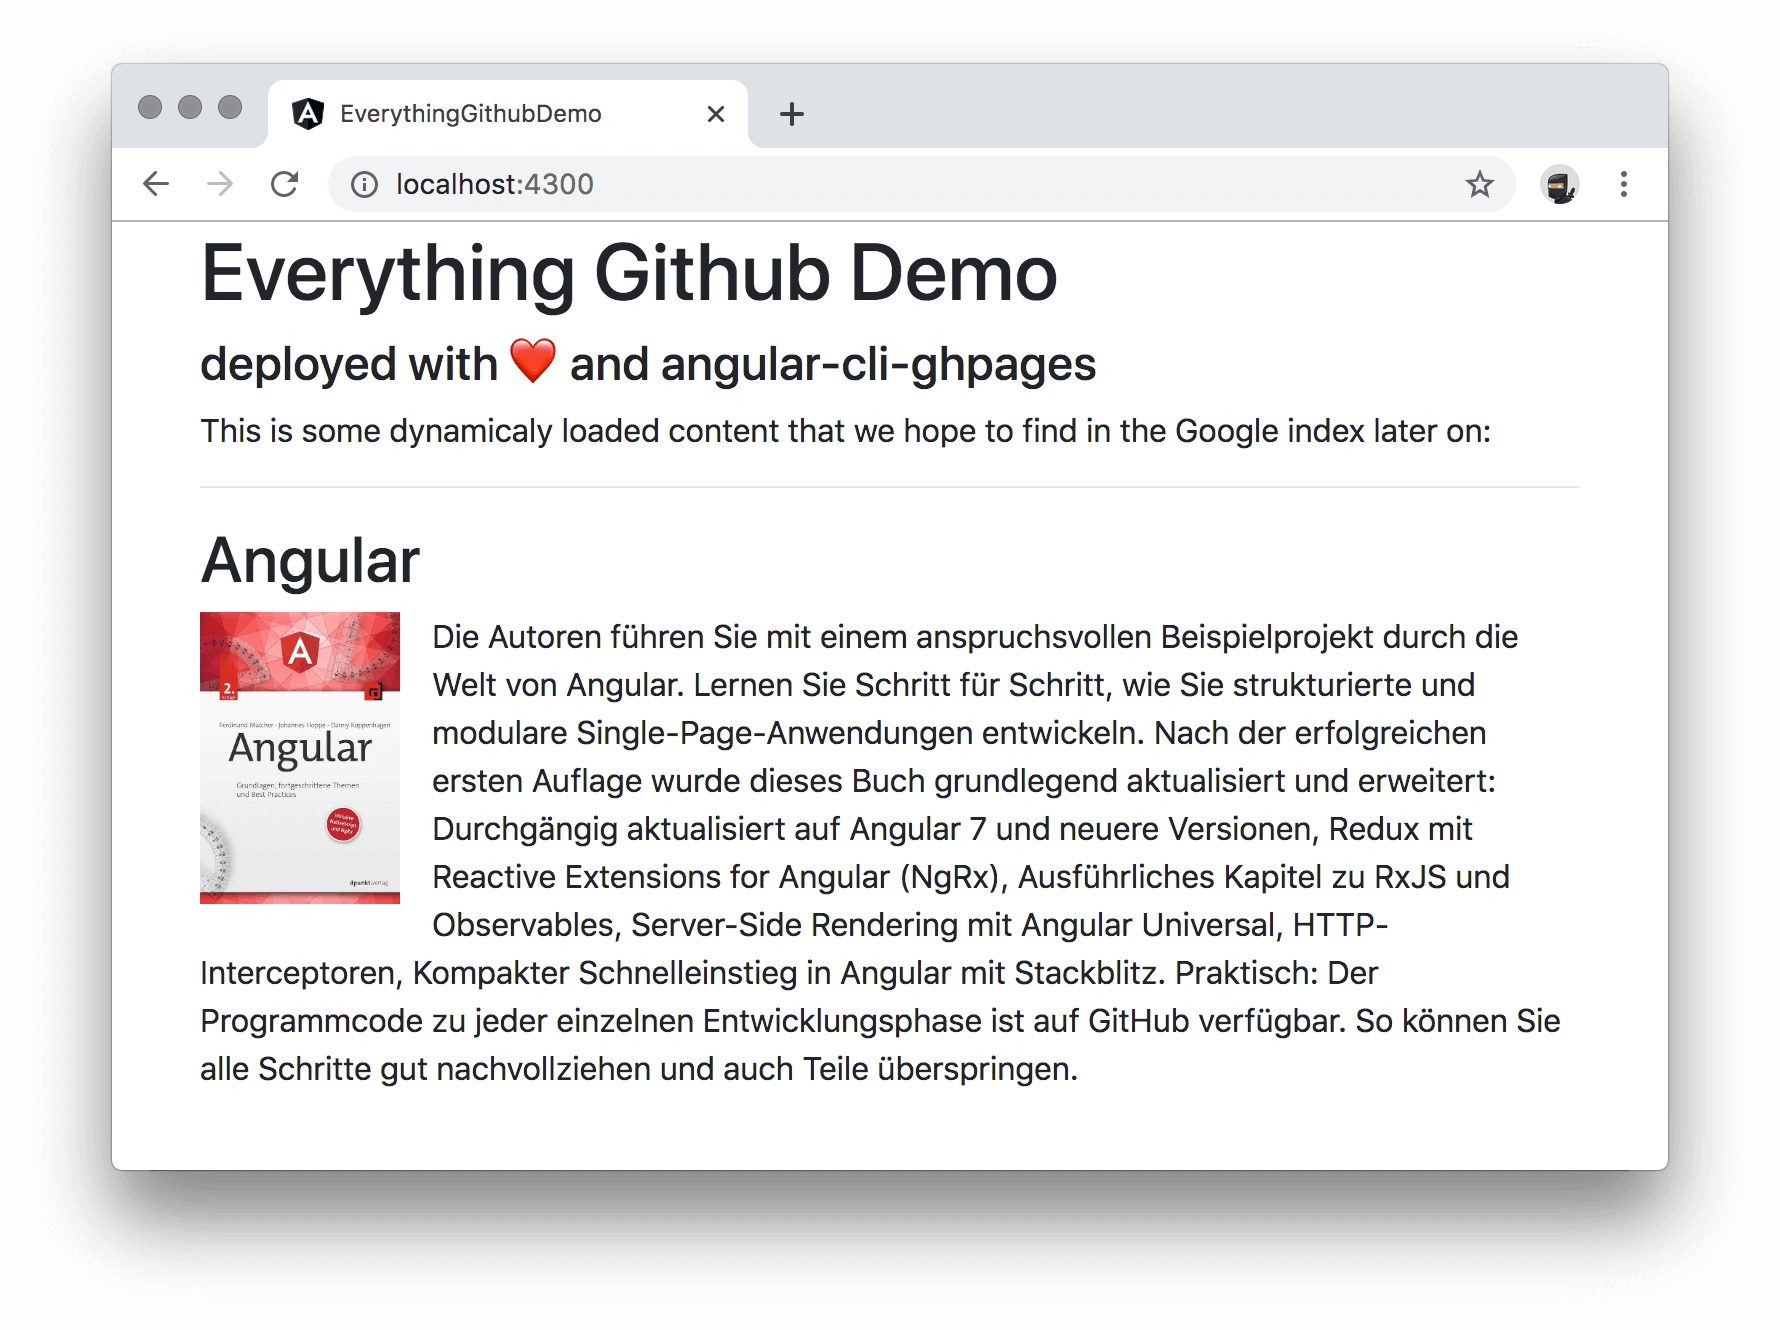 EverythingGithubDemo
localhost:4300
Everything Github Demo
deployed with ❤️ and angular-cli-ghpages
This is some dynamicaly loaded content that we hope to find in the Google index later on:
Angular
2.
Ferdinand Malcher · Johannes Hoppe · Danny Koppenhagen
Angular
Grundlagen, fortgeschrittene Themen
und Best Practices
inklusive
NativeScript
und NgRx
dpunkt.verlag
Die Autoren führen Sie mit einem anspruchsvollen Beispielprojekt durch die
Welt von Angular. Lernen Sie Schritt für Schritt, wie Sie strukturierte und
modulare Single-Page-Anwendungen entwickeln. Nach der erfolgreichen
ersten Auflage wurde dieses Buch grundlegend aktualisiert und erweitert:
Durchgängig aktualisiert auf Angular 7 und neuere Versionen, Redux mit
Reactive Extensions for Angular (NgRx), Ausführliches Kapitel zu RxJS und
Observables, Server-Side Rendering mit Angular Universal, HTTP-
Interceptoren, Kompakter Schnelleinstieg in Angular mit Stackblitz. Praktisch: Der
Programmcode zu jeder einzelnen Entwicklungsphase ist auf GitHub verfügbar. So können Sie
alle Schritte gut nachvollziehen und auch Teile überspringen.